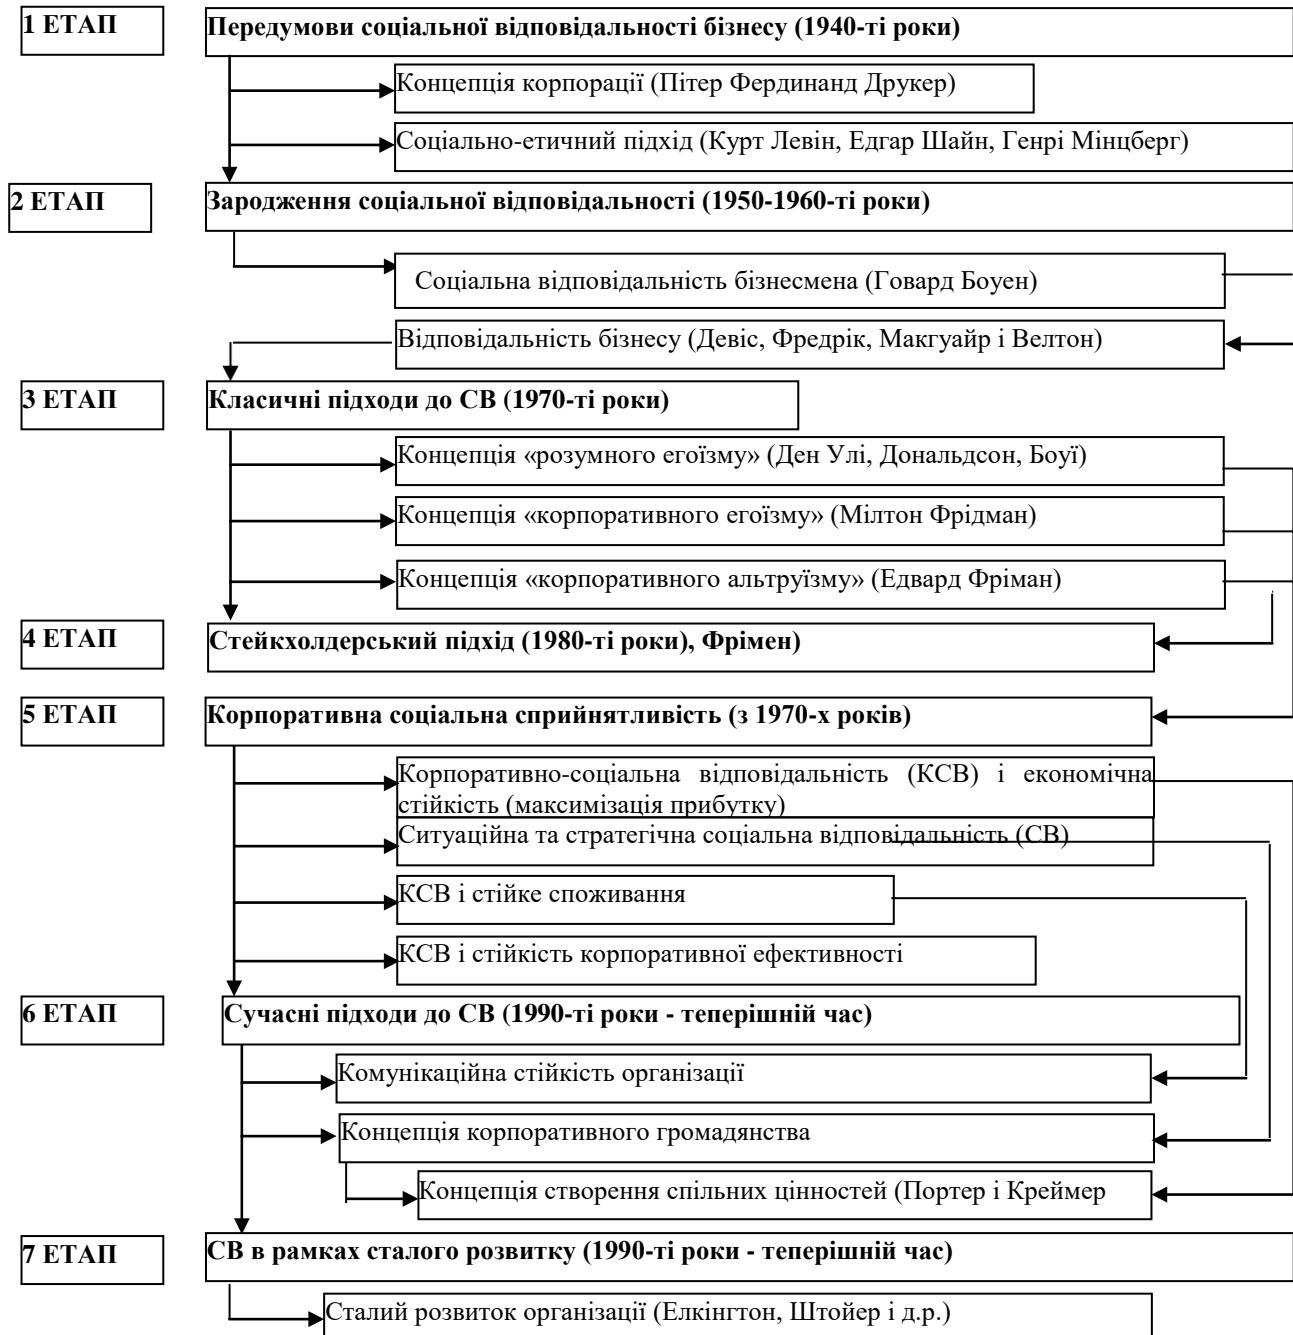 1 ЕТАП
Передумови соціальної відповідальності бізнесу (1940-ті роки)
Концепція корпорації (Пітер Фердинанд Друкер)
Соціально-етичний підхід (Курт Левін, Едгар Шайн, Генрі Мінцберг)
2 ЕТАП
Зародження соціальної відповідальності (1950-1960-ті роки)
Соціальна відповідальність бізнесмена (Говард Боуен)
Відповідальність бізнесу (Девіс, Фредрік, Макгуайр і Велтон)
3 ЕТАП
Класичні підходи до СВ (1970-ті роки)
Концепція «розумного егоїзму» (Ден Улі, Дональдсон, Боуї)
Концепція «корпоративного егоїзму» (Мілтон Фрідман)
Концепція «корпоративного альтруїзму» (Едвард Фріман)
4 ЕТАП
Стейкхолдерський підхід (1980-ті роки), Фрімен)
5 ЕТАП
Корпоративна соціальна сприйнятливість (з 1970-х років)
Корпоративно-соціальна відповідальність (КСВ) і економічна
стійкість (максимізація прибутку)
Ситуаційна та стратегічна соціальна відповідальність (СВ)
КСВ і стійке споживання
КСВ і стійкість корпоративної ефективності
6 ЕТАП
Сучасні підходи до СВ (1990-ті роки - теперішній час)
Комунікаційна стійкість організації
Концепція корпоративного громадянства
Концепція створення спільних цінностей (Портер і Креймер
7 ЕТАП
СВ в рамках сталого розвитку (1990-ті роки - теперішній час)
Сталий розвиток організації (Елкінгтон, Штойер і д.р.)